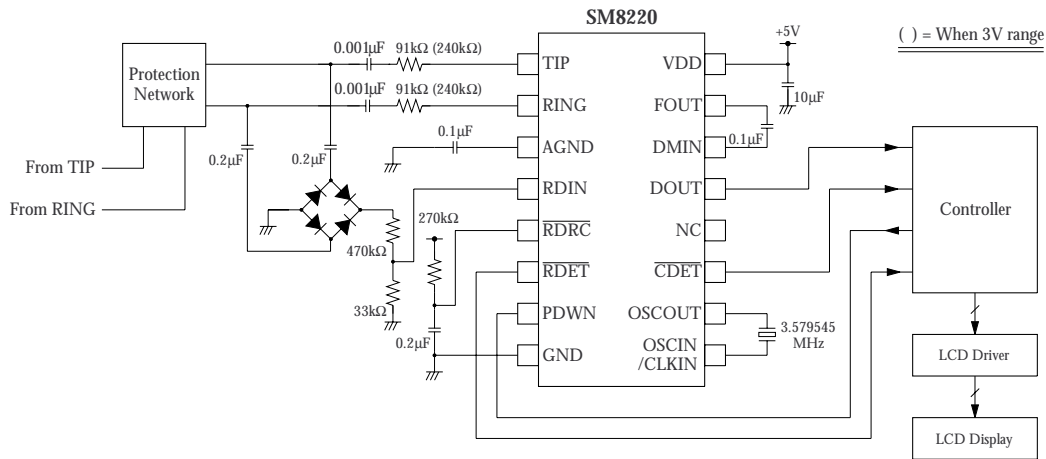 SM8220
( ) = When 3V range
+5V
Protection
Network
0.001μF
91kΩ (240kΩ)
0.001μF
91kΩ (240kΩ)
TIP
VDD
10μF
RING
FOUT
0.1μF
0.1μF
AGND
DMIN
From TIP
0.2μF
0.2μF
RDIN
DOUT
From RING
270kΩ
Controller
RDRC
NC
470kΩ
RDET
CDET
33kΩ
PDWN
OSCOUT
3.579545
MHz
0.2μF
GND
OSCIN
/CLKIN
LCD Driver
LCD Display